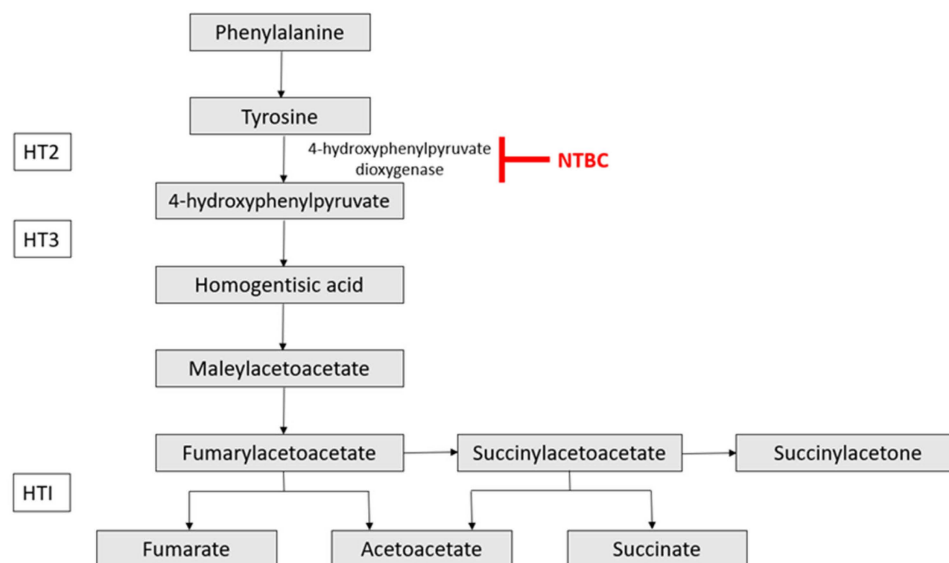 Phenylalanine
Tyrosine
HT2
4-hydroxyphenylpyruvate
dioxygenase
NTBC
4-hydroxyphenylpyruvate
HT3
Homogentisic acid
Maleylacetoacetate
Fumarylacetoacetate
Succinylacetoacetate
Succinylacetone
HTI
Fumarate
Acetoacetate
Succinate